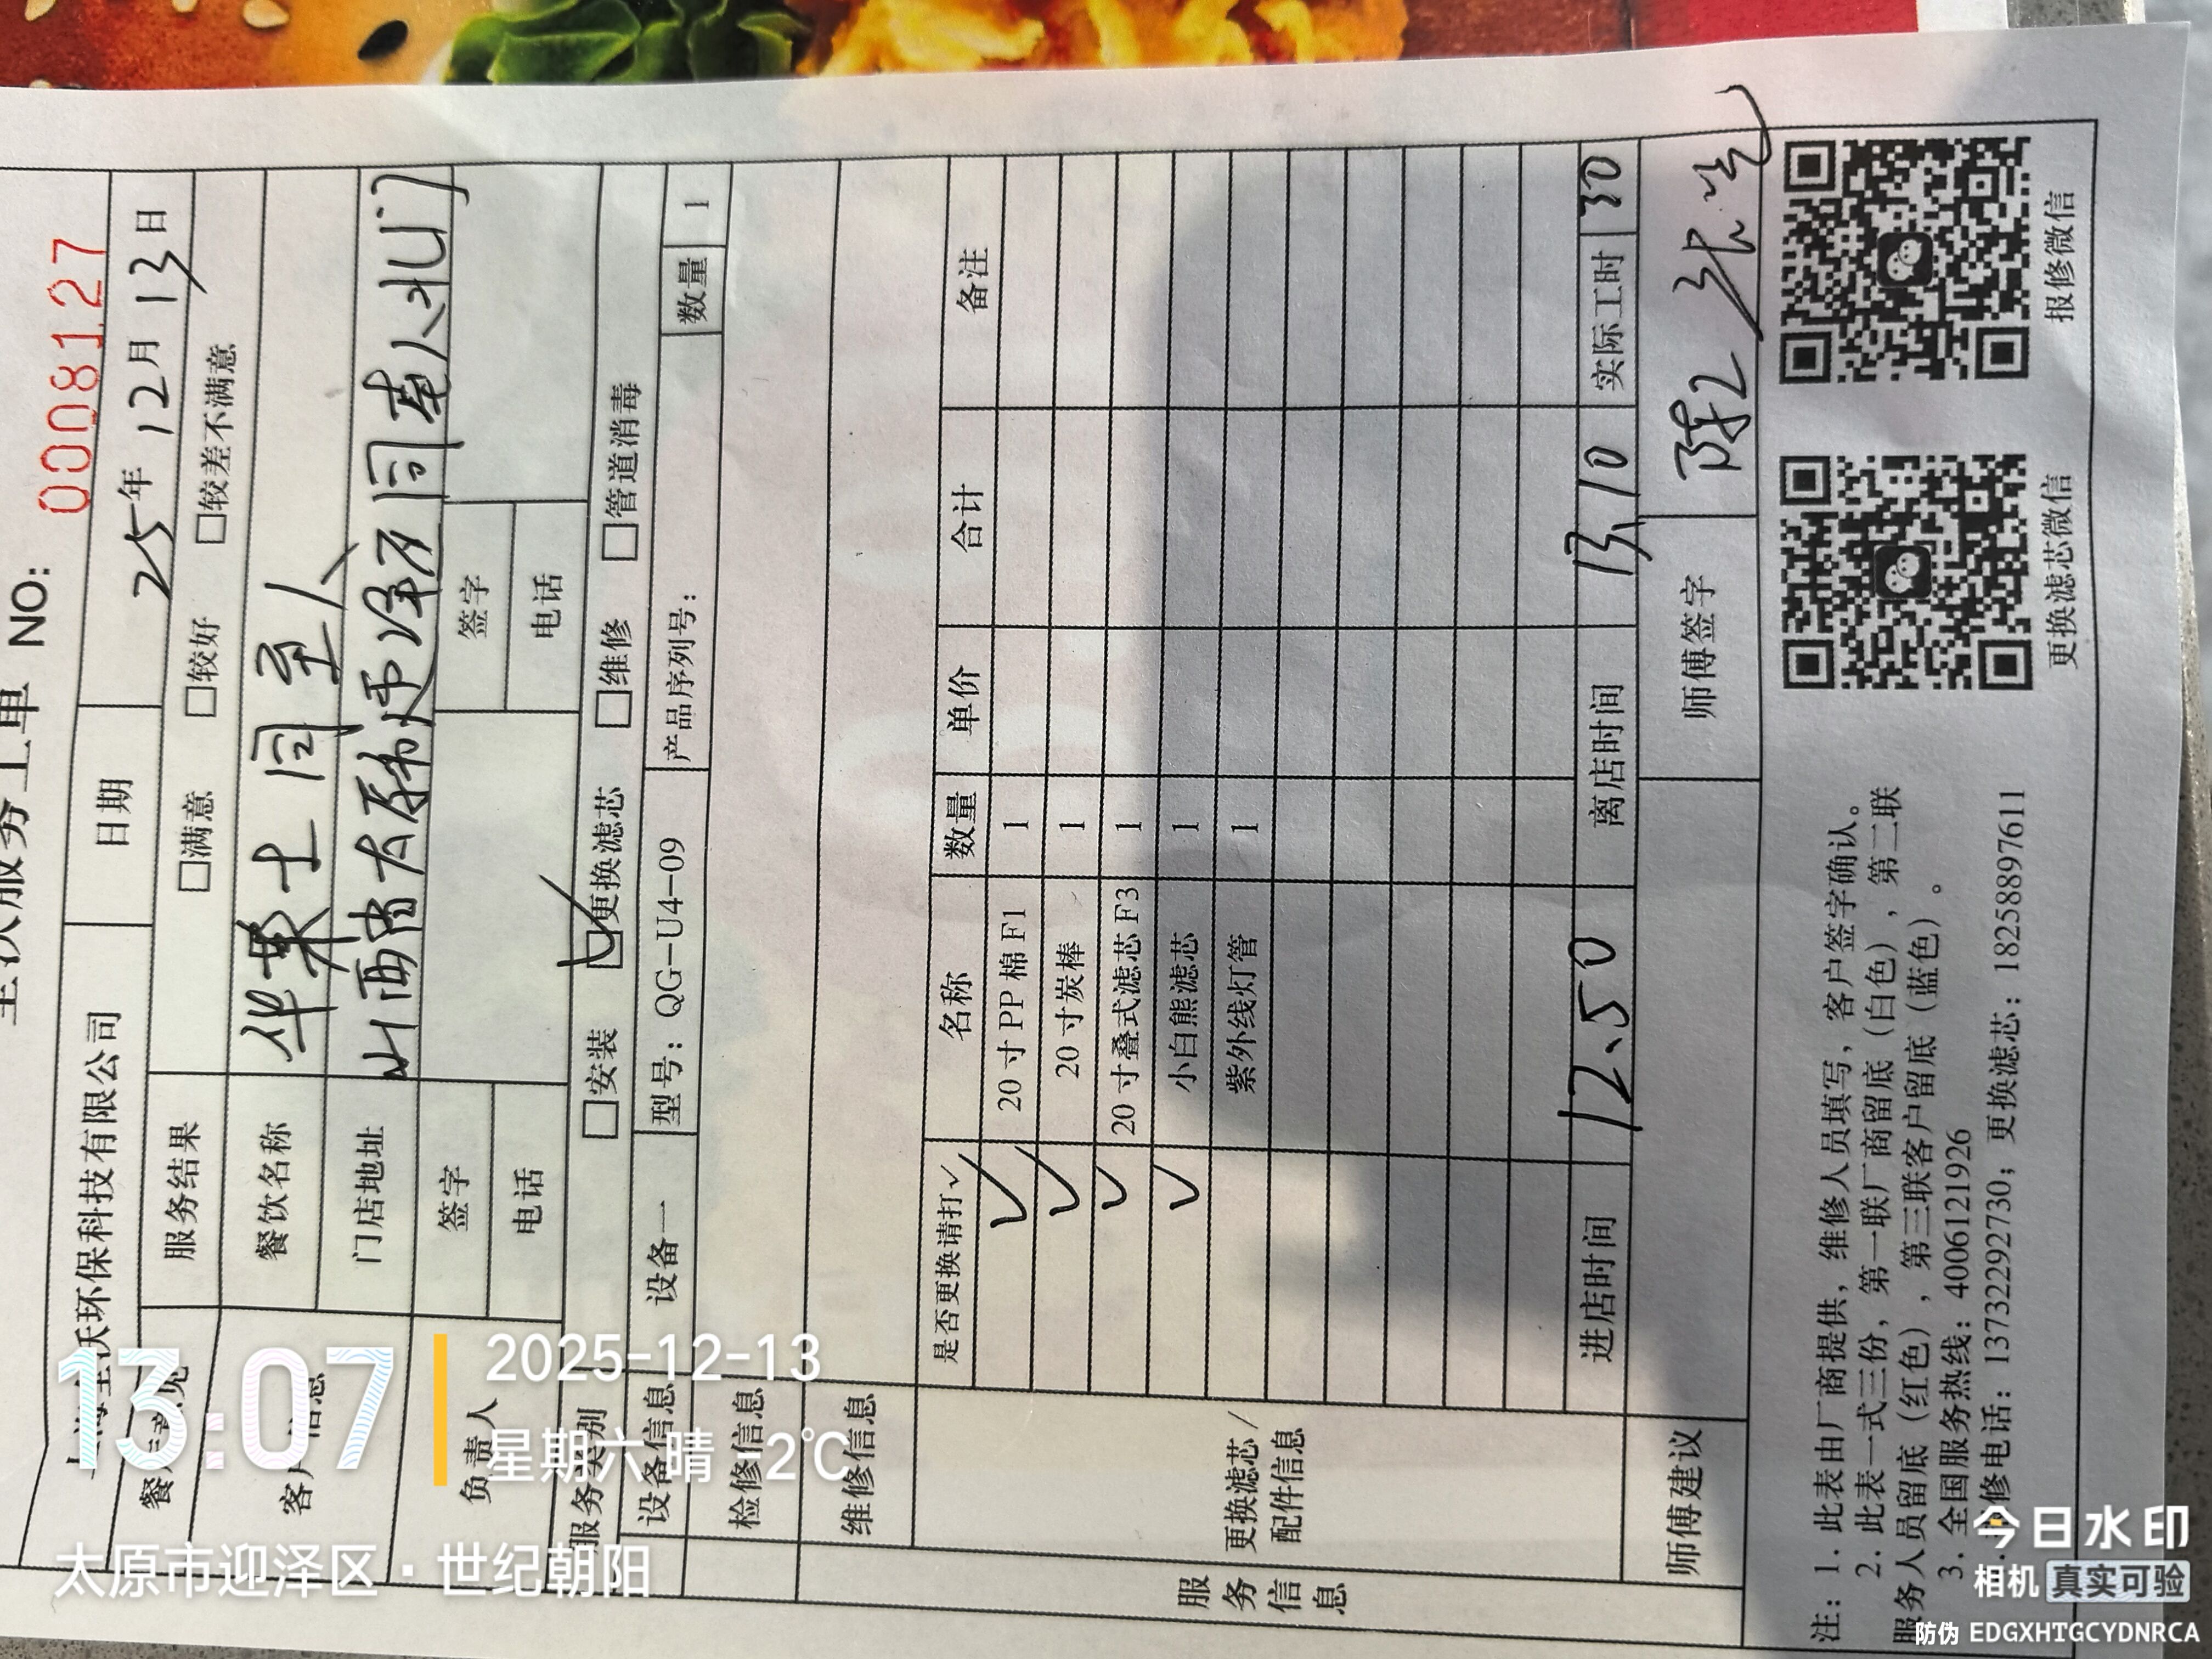 全沃服务工单 NO: 0008127
沃环保科技有限公司 日期 25年12月13日
服务结果 □满意 □较好 □较差不满意
餐饮名称 华莱士同至人
门店地址 山西省太原市迎泽区
签字 签字
负责人
电话 电话
服务类别 □安装 ☑更换滤芯 □维修 □管道消毒
设备信息 设备一 型号：QG-U4-09 产品序列号： 数量 1
检修信息
维修信息
服务信息
更换滤芯/配件信息
是否更换请打✓ 名称 数量 单价 合计 备注
✓ 20寸PP棉F1 1
✓ 20寸炭棒 1
✓ 20寸叠式滤芯F3 1
✓ 小白熊滤芯 1
紫外线灯管 1
进店时间 12.50 离店时间 13.10 实际工时 30
师傅建议 师傅签字
注：1. 此表由厂商提供，维修人员填写，客户签字确认。
2. 此表一式三份，第一联厂商留底（白色），第二联
服务人员留底（红色），第三联客户留底（蓝色）。
3. 全国服务热线：4006121926
修电话：13732292730；更换滤芯：18258897611
更换滤芯微信 报修微信
13:07
2025-12-13
星期六 晴 -2℃
太原市迎泽区·世纪朝阳
今日水印
相机 真实可验
防伪 EDGXHTGCYDNRCA